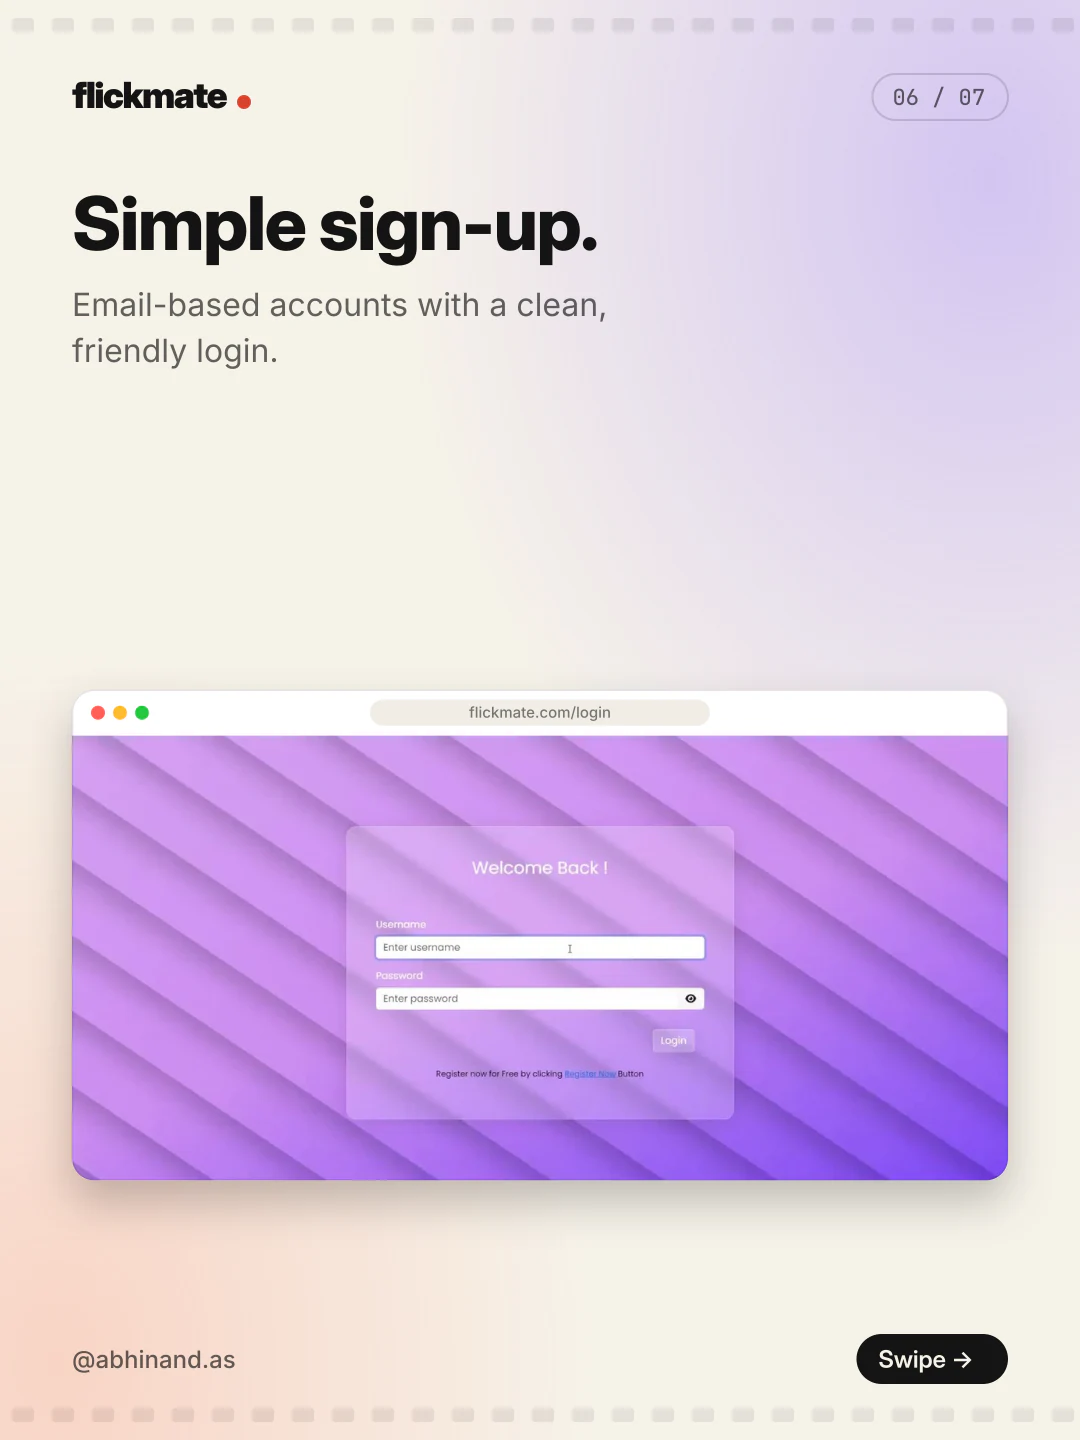 flickmate
06 / 07
Simple sign-up.
Email-based accounts with a clean,
friendly login.
flickmate.com/login
Welcome Back !
Username
Enter username
Password
Enter password
Login
Register now for Free by clicking Register Now Button
@abhinand.as
Swipe →